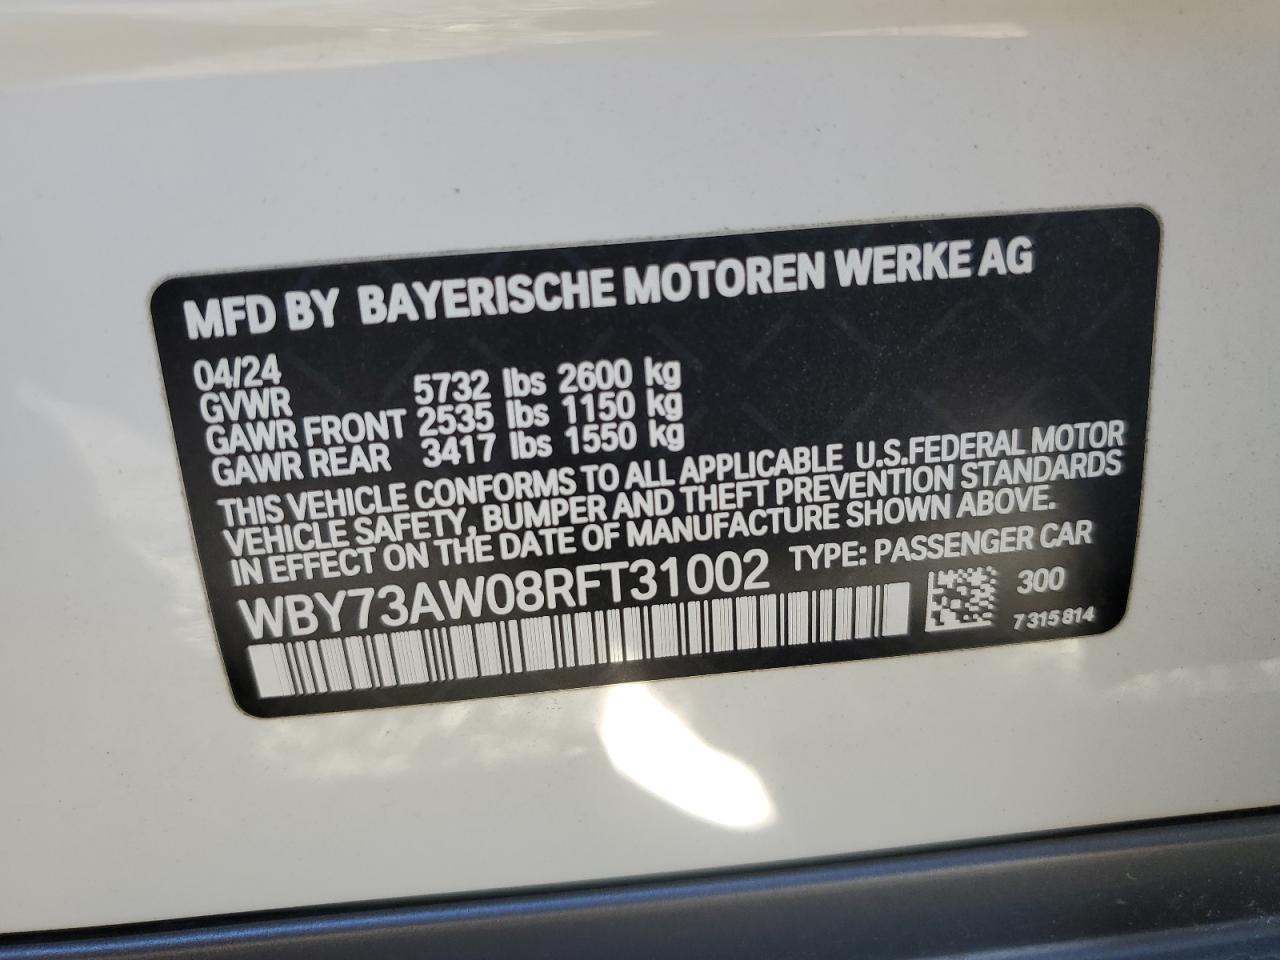 MFD BY BAYERISCHE MOTOREN WERKE AG
04/24
GVWR 5732 lbs 2600 kg
GAWR FRONT 2535 lbs 1150 kg
GAWR REAR 3417 lbs 1550 kg
THIS VEHICLE CONFORMS TO ALL APPLICABLE U.S.FEDERAL MOTOR
VEHICLE SAFETY, BUMPER AND THEFT PREVENTION STANDARDS
IN EFFECT ON THE DATE OF MANUFACTURE SHOWN ABOVE.
WBY73AW08RFT31002 TYPE: PASSENGER CAR
300
7 315 814